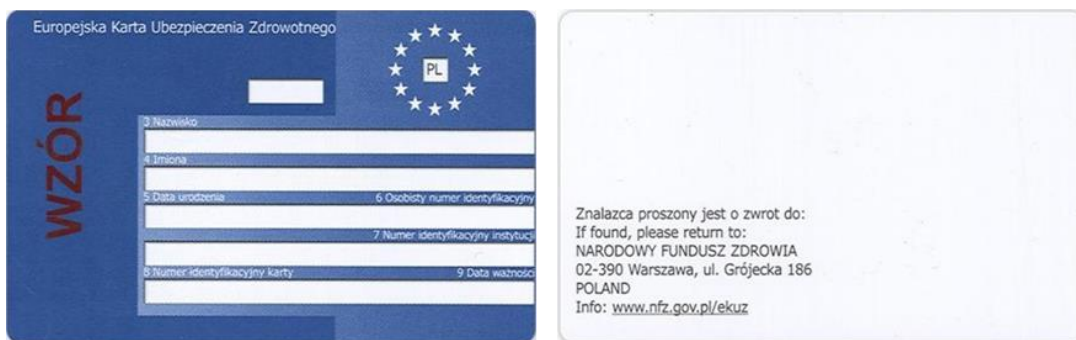 Europejska Karta Ubezpieczenia Zdrowotnego
PL
WZÓR
3 Nazwisko
4 Imiona
5 Data urodzenia 6 Osobisty numer identyfikacyjny
7 Numer identyfikacyjny instytucji
8 Numer identyfikacyjny karty 9 Data ważności
Znalazca proszony jest o zwrot do:
If found, please return to:
NARODOWY FUNDUSZ ZDROWIA
02-390 Warszawa, ul. Grójecka 186
POLAND
Info: www.nfz.gov.pl/ekuz